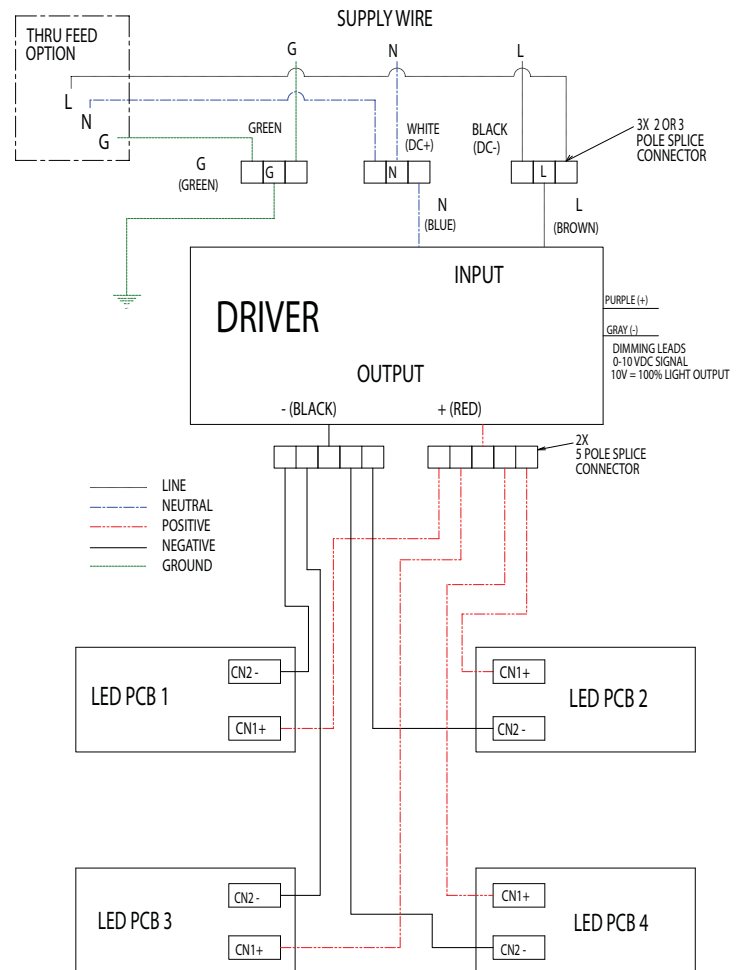 SUPPLY WIRE
THRU FEED
OPTION
G
N
L
L
N
G
GREEN
WHITE
(DC+)
BLACK
(DC-)
3X 2 OR 3
POLE SPLICE
CONNECTOR
G
(GREEN)
G
N
L
N
(BLUE)
L
(BROWN)
INPUT
DRIVER
OUTPUT
PURPLE (+)
GRAY (-)
DIMMING LEADS
0-10 VDC SIGNAL
10V = 100% LIGHT OUTPUT
- (BLACK)
+ (RED)
2X
5 POLE SPLICE
CONNECTOR
LINE
NEUTRAL
POSITIVE
NEGATIVE
GROUND
LED PCB 1
CN2 -
CN1+
CN1+
CN2 -
LED PCB 2
LED PCB 3
CN2 -
CN1+
CN1+
CN2 -
LED PCB 4